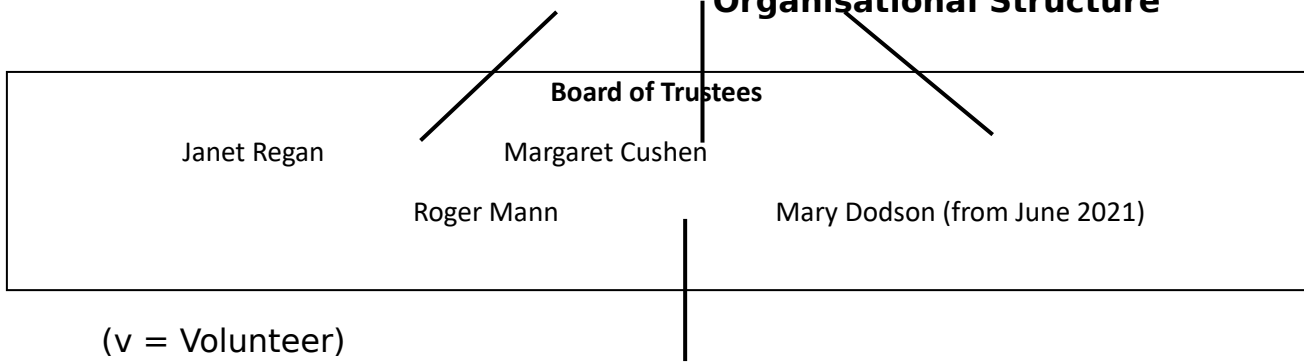 Organisational Structure
Board of Trustees
Janet Regan Margaret Cushen
Roger Mann Mary Dodson (from June 2021)
(v = Volunteer)